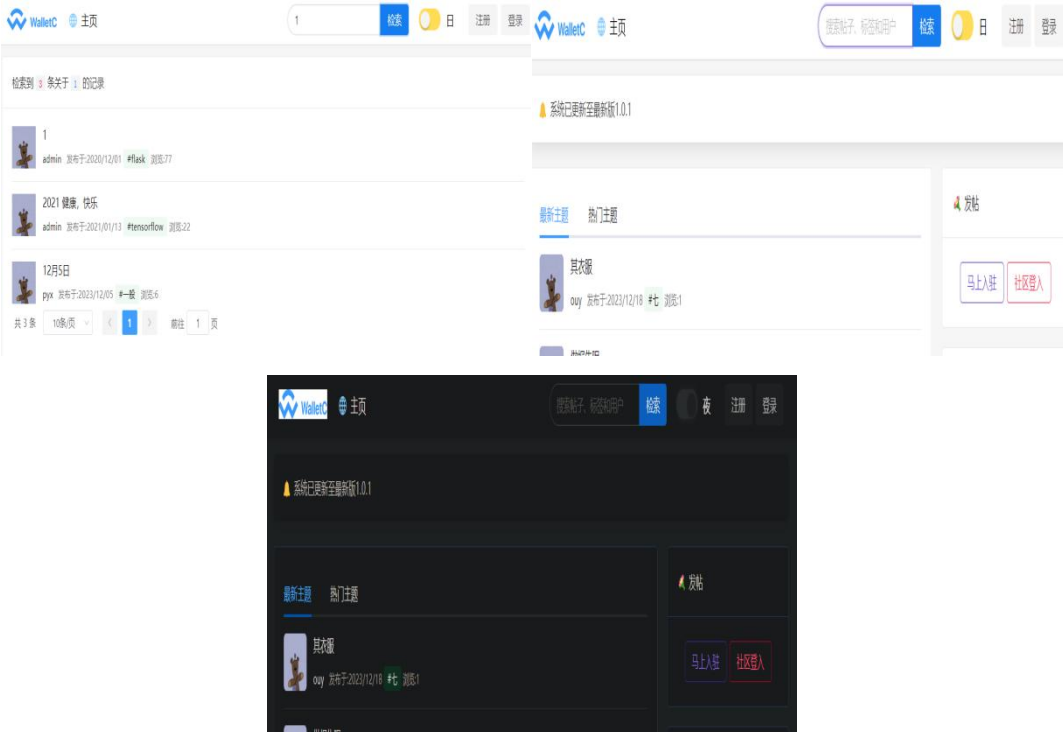 WalletC 主页 1 检索 日 注册 登录
检索到 3 条关于 1 的记录
1
admin 发布于:2020/12/01 #flask 浏览:77
2021 健康，快乐
admin 发布于:2021/01/13 #tensorflow 浏览:22
12月5日
pyx 发布于:2023/12/05 #一般 浏览:6
共 3 条 10条/页 1 前往 1 页
WalletC 主页 搜索帖子、标签和用户 检索 日 注册 登录
系统已更新至最新版1.0.1
最新主题 热门主题
其衣服
ouy 发布于:2023/12/18 #七 浏览:1
发帖
马上入驻 社区登入
WalletC 主页 搜索帖子、标签和用户 检索 夜 注册 登录
系统已更新至最新版1.0.1
最新主题 热门主题
其衣服
ouy 发布于:2023/12/18 #七 浏览:1
发帖
马上入驻 社区登入